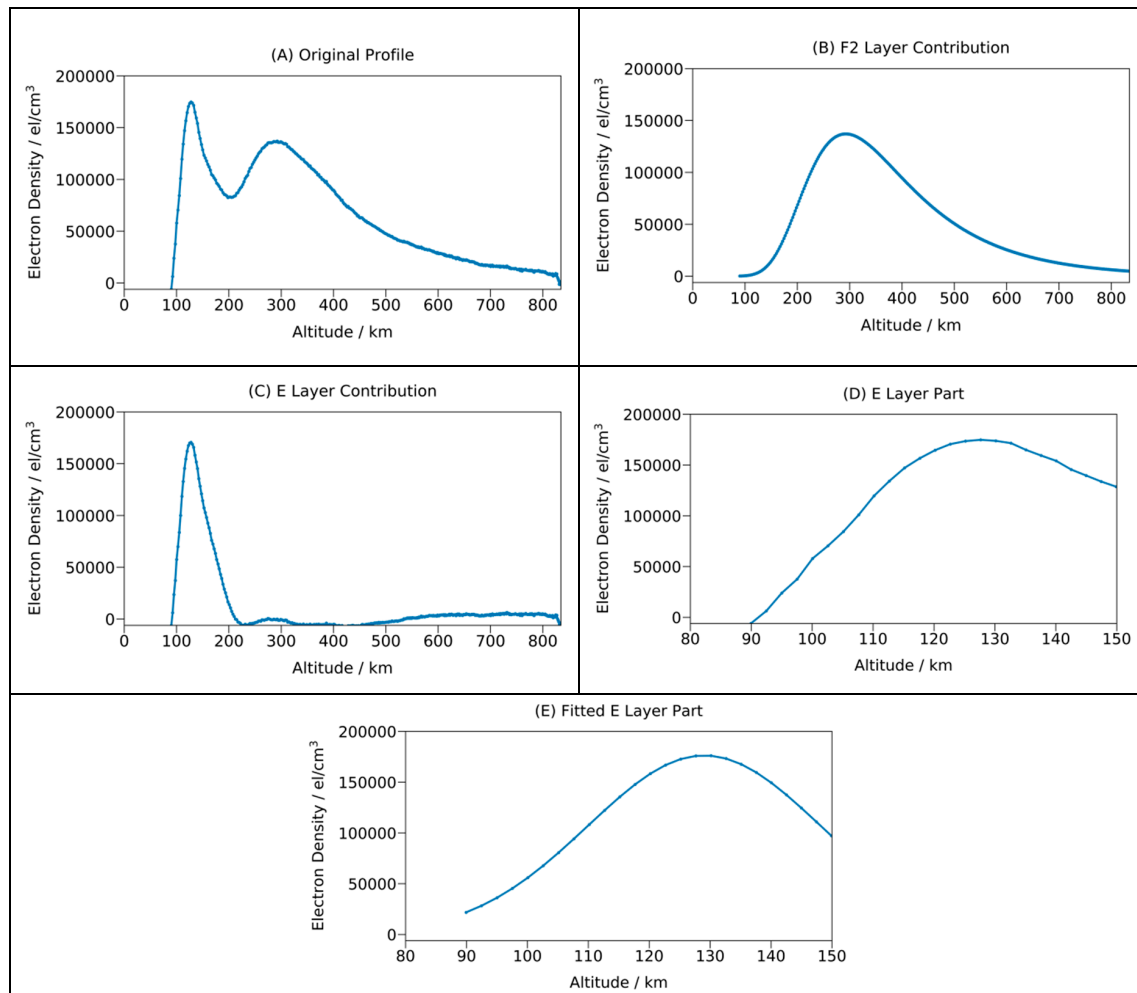 (A) Original Profile
Electron Density / el/cm³
200000
150000
100000
50000
0
0 100 200 300 400 500 600 700 800
Altitude / km
(B) F2 Layer Contribution
Electron Density / el/cm³
200000
150000
100000
50000
0
0 100 200 300 400 500 600 700 800
Altitude / km
(C) E Layer Contribution
Electron Density / el/cm³
200000
150000
100000
50000
0
0 100 200 300 400 500 600 700 800
Altitude / km
(D) E Layer Part
Electron Density / el/cm³
200000
150000
100000
50000
0
80 90 100 110 120 130 140 150
Altitude / km
(E) Fitted E Layer Part
Electron Density / el/cm³
200000
150000
100000
50000
0
80 90 100 110 120 130 140 150
Altitude / km